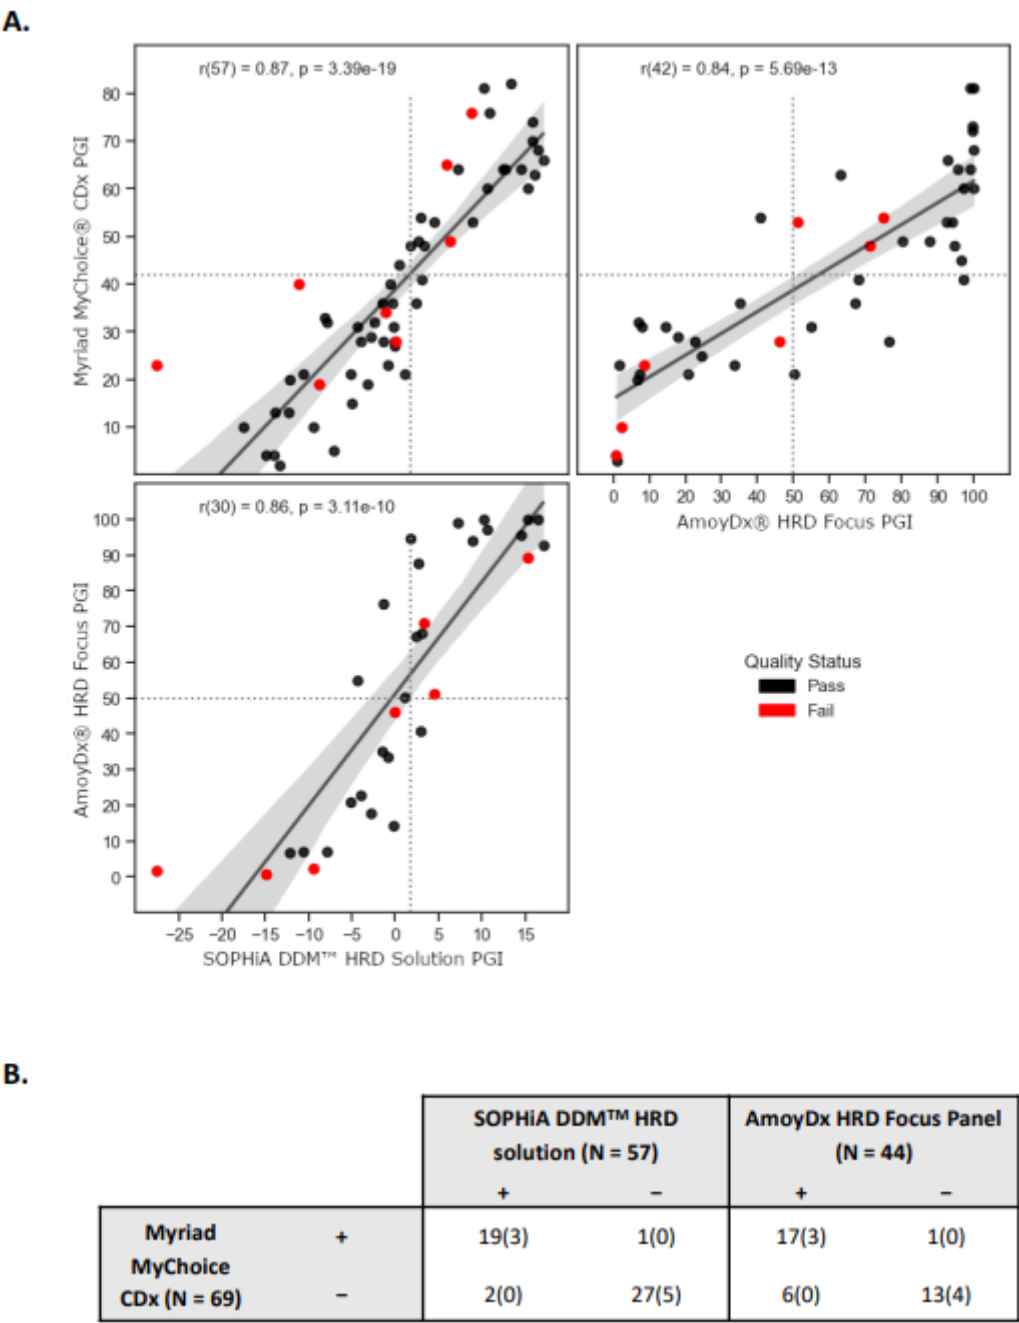 A.
r(57) = 0.87, p = 3.39e-19
r(42) = 0.84, p = 5.69e-13
80
70
60
50
40
30
20
10
Myriad MyChoice® CDx PGI
0 10 20 30 40 50 60 70 80 90 100
AmoyDx® HRD Focus PGI
r(30) = 0.86, p = 3.11e-10
100
90
80
70
60
50
40
30
20
10
0
AmoyDx® HRD Focus PGI
−25 −20 −15 −10 −5 0 5 10 15
SOPHiA DDM™ HRD Solution PGI
Quality Status
Pass
Fail
B.
SOPHiA DDM™ HRD solution (N = 57)
AmoyDx HRD Focus Panel (N = 44)
+ − + −
Myriad MyChoice CDx (N = 69)
+ 19(3) 1(0) 17(3) 1(0)
− 2(0) 27(5) 6(0) 13(4)